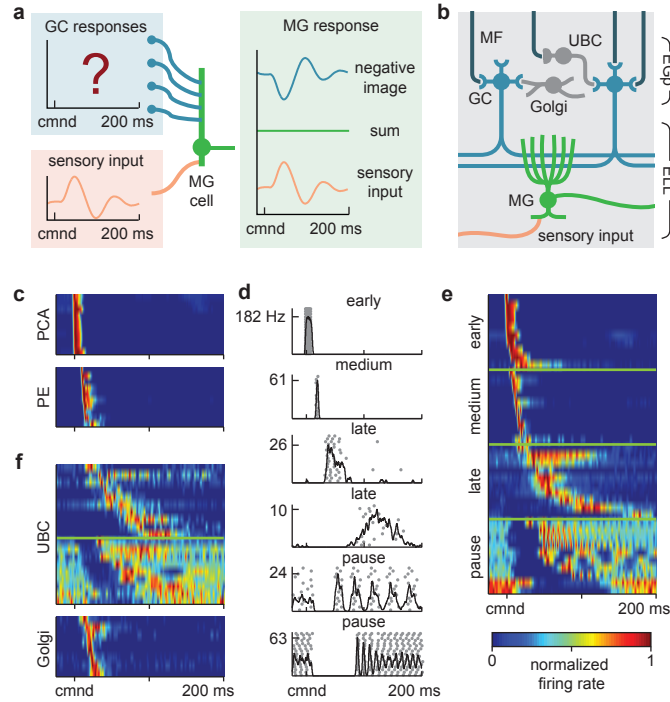 a
GC responses
?
cmnd
200 ms
sensory input
cmnd
200 ms
MG
cell
MG response
negative
image
sum
sensory
input
cmnd
200 ms
b
MF
UBC
GC
Golgi
EGp
MG
ELL
sensory input
c
PCA
PE
d
early
182 Hz
medium
61
late
26
late
10
pause
24
pause
63
cmnd
200 ms
e
early
medium
late
pause
cmnd
200 ms
0
1
normalized
firing rate
f
UBC
Golgi
cmnd
200 ms